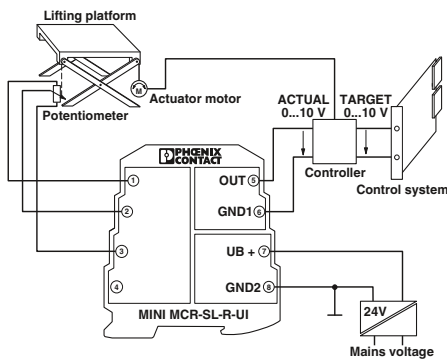 Lifting platform
M
Actuator motor
Potentiometer
ACTUAL
0...10 V
TARGET
0...10 V
Controller
Control system
PHŒNIX
CONTACT
1
OUT 5
2
GND1 6
3
UB + 7
4
GND2 8
MINI MCR-SL-R-UI
24V
Mains voltage